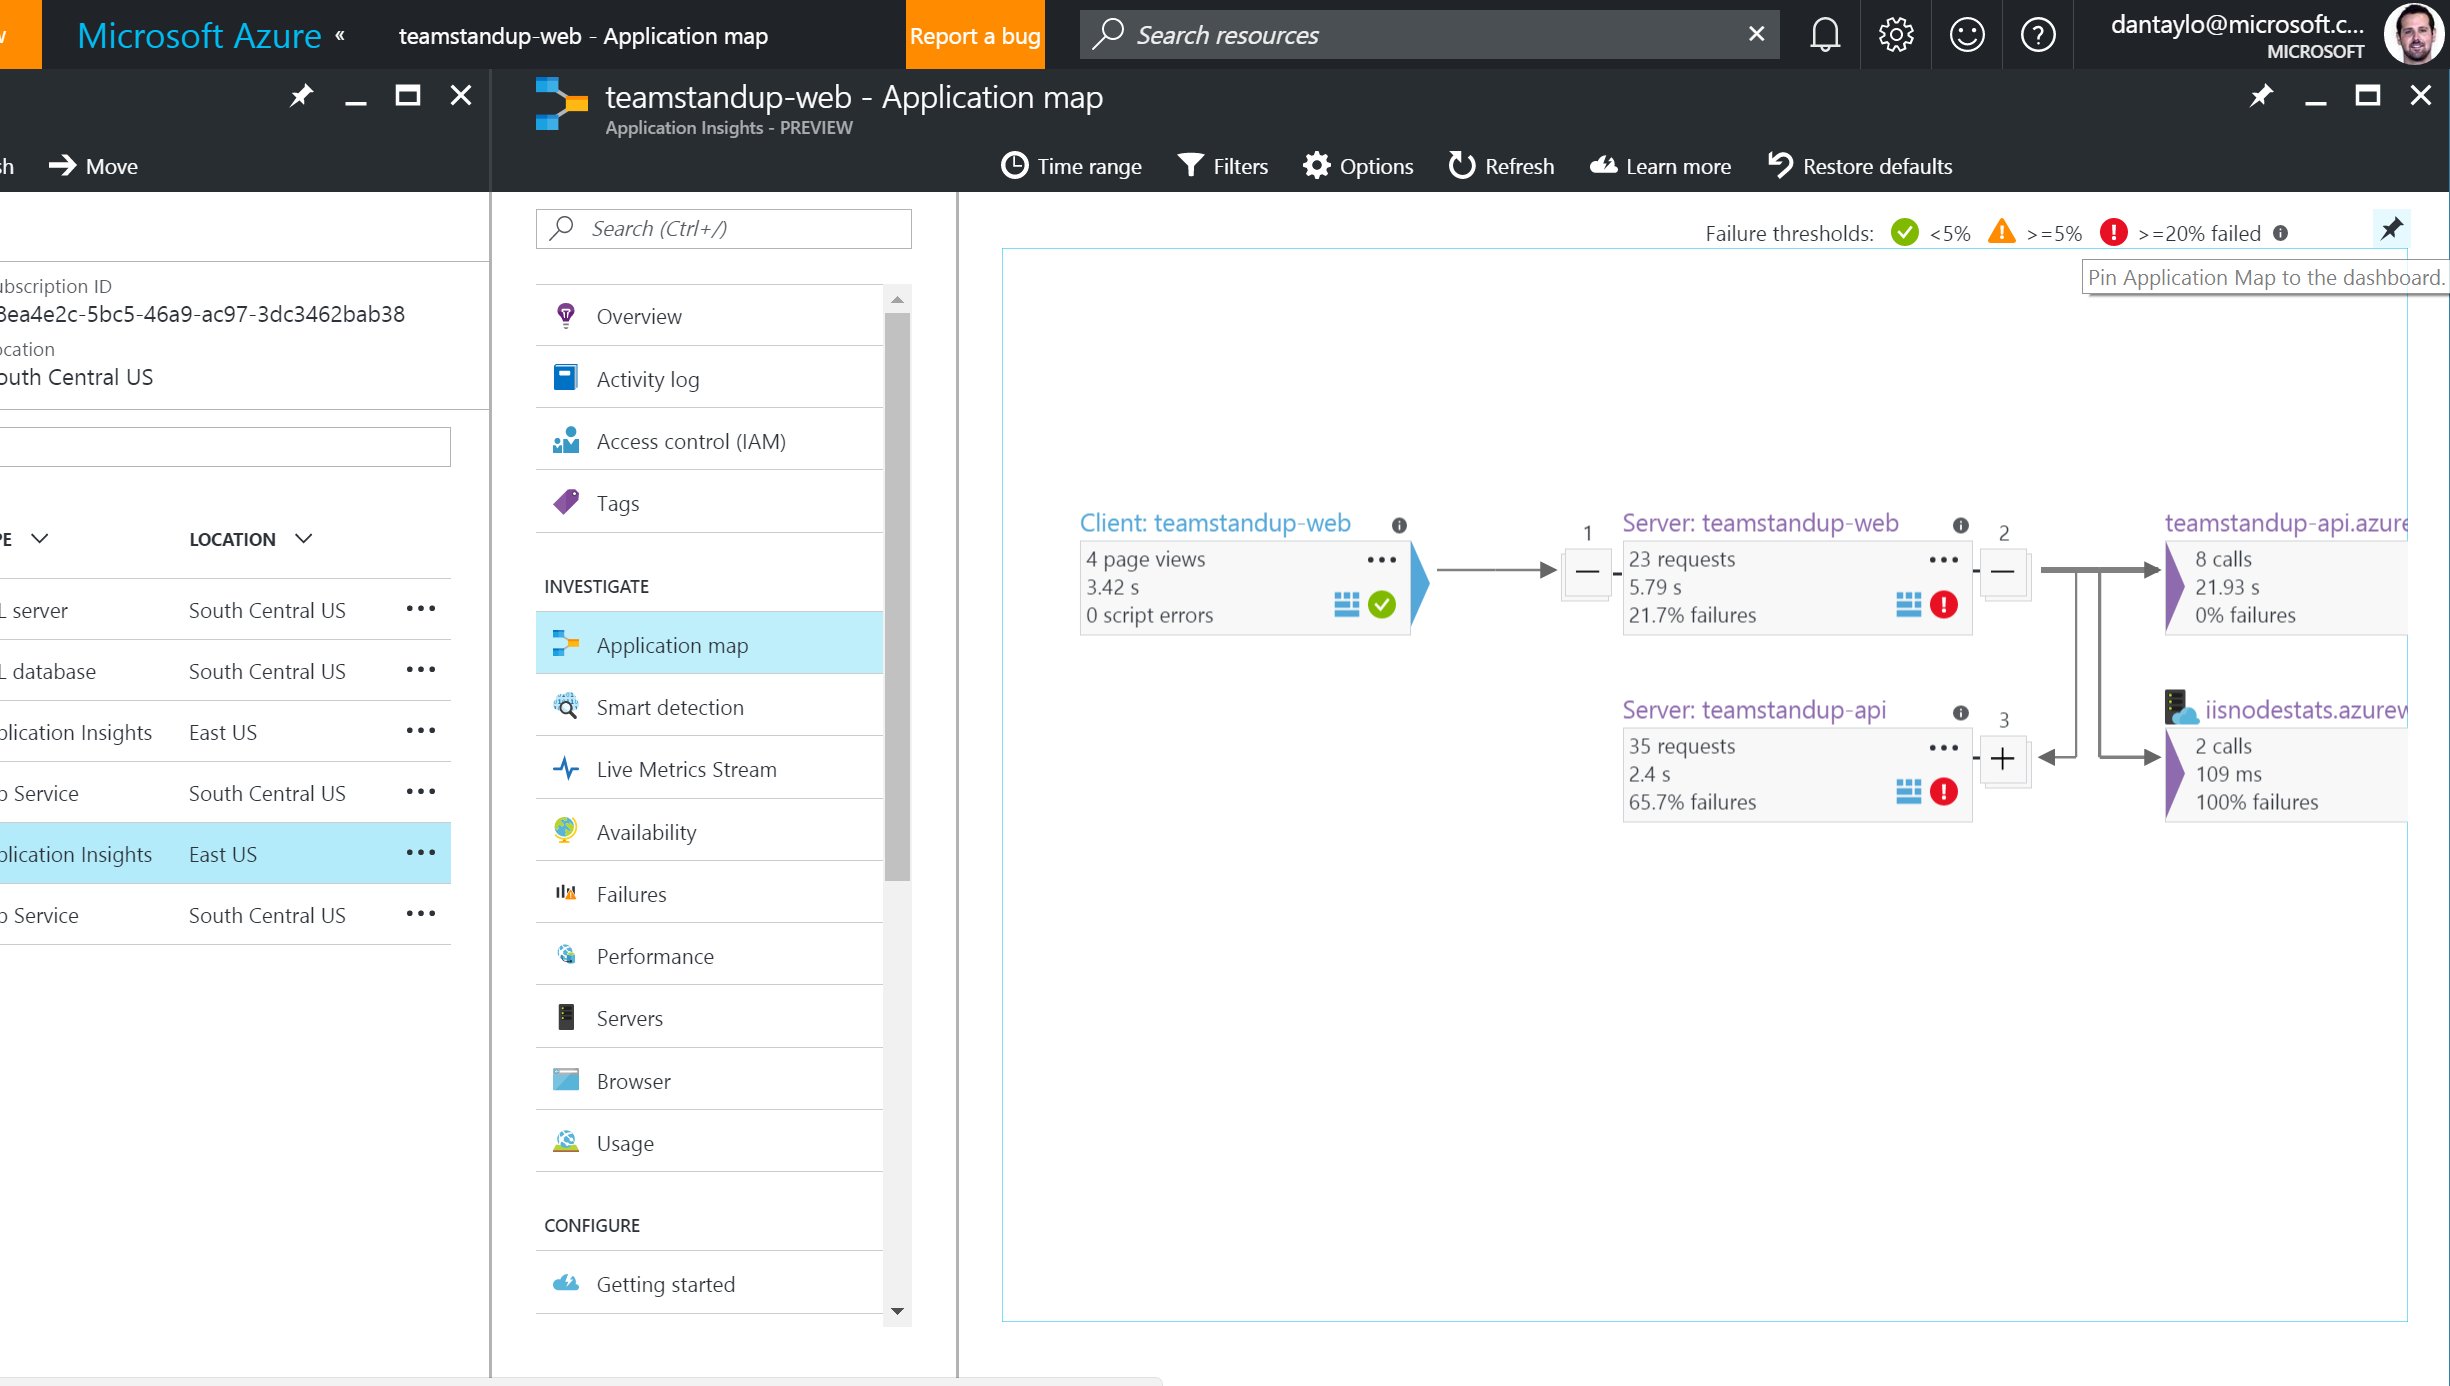 Microsoft Azure «
teamstandup-web - Application map
Report a bug
Search resources
dantaylo@microsoft.c...
MICROSOFT
Move
teamstandup-web - Application map
Application Insights - PREVIEW
Time range
Filters
Options
Refresh
Learn more
Restore defaults
ubscription ID
8ea4e2c-5bc5-46a9-ac97-3dc3462bab38
ocation
outh Central US
PE
LOCATION
L server
South Central US
L database
South Central US
plication Insights
East US
p Service
South Central US
plication Insights
East US
p Service
South Central US
Search (Ctrl+/)
Overview
Activity log
Access control (IAM)
Tags
INVESTIGATE
Application map
Smart detection
Live Metrics Stream
Availability
Failures
Performance
Servers
Browser
Usage
CONFIGURE
Getting started
Failure thresholds: <5% >=5% >=20% failed
Pin Application Map to the dashboard.
Client: teamstandup-web
4 page views
3.42 s
0 script errors
1
Server: teamstandup-web
23 requests
5.79 s
21.7% failures
2
teamstandup-api.azure
8 calls
21.93 s
0% failures
Server: teamstandup-api
35 requests
2.4 s
65.7% failures
3
iisnodestats.azurew
2 calls
109 ms
100% failures